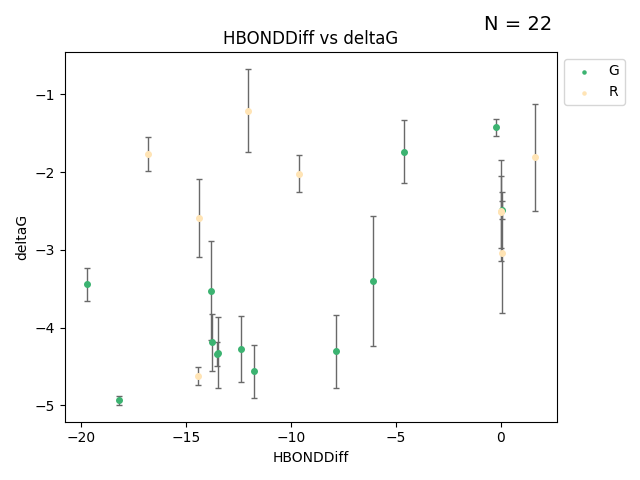 N = 22
HBONDDiff vs deltaG
G
R
−1
−2
−3
−4
−5
deltaG
−20
−15
−10
−5
0
HBONDDiff